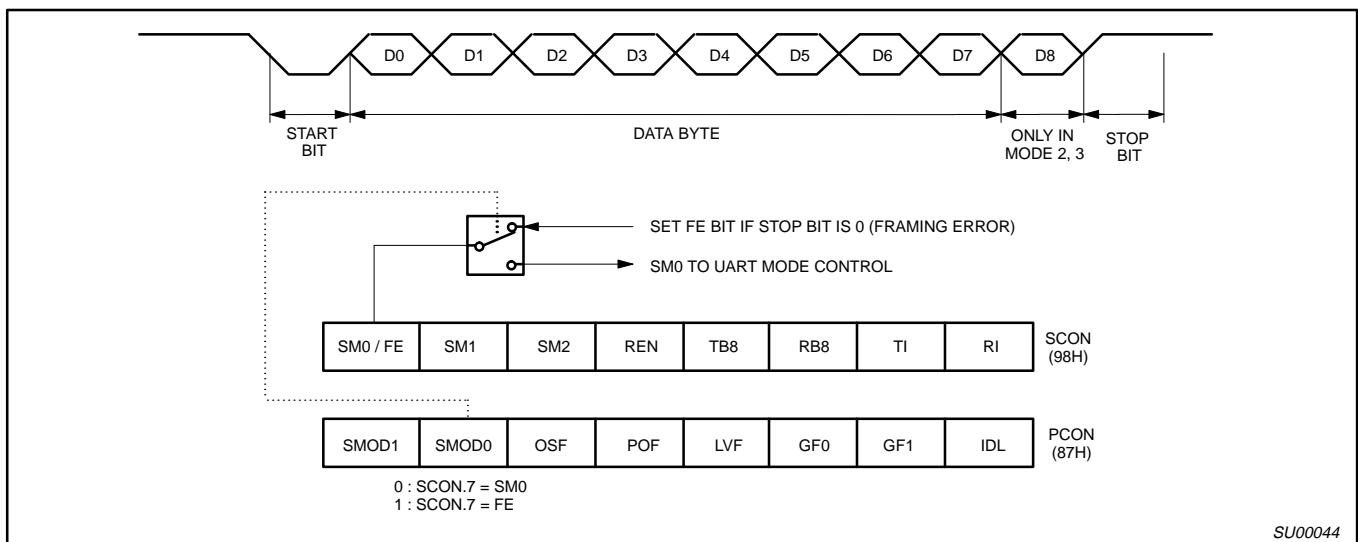 D0 D1 D2 D3 D4 D5 D6 D7 D8
START
BIT
DATA BYTE
ONLY IN
MODE 2, 3
STOP
BIT
SET FE BIT IF STOP BIT IS 0 (FRAMING ERROR)
SM0 TO UART MODE CONTROL
SM0 / FE SM1 SM2 REN TB8 RB8 TI RI
SCON
(98H)
SMOD1 SMOD0 OSF POF LVF GF0 GF1 IDL
PCON
(87H)
0 : SCON.7 = SM0
1 : SCON.7 = FE
SU00044